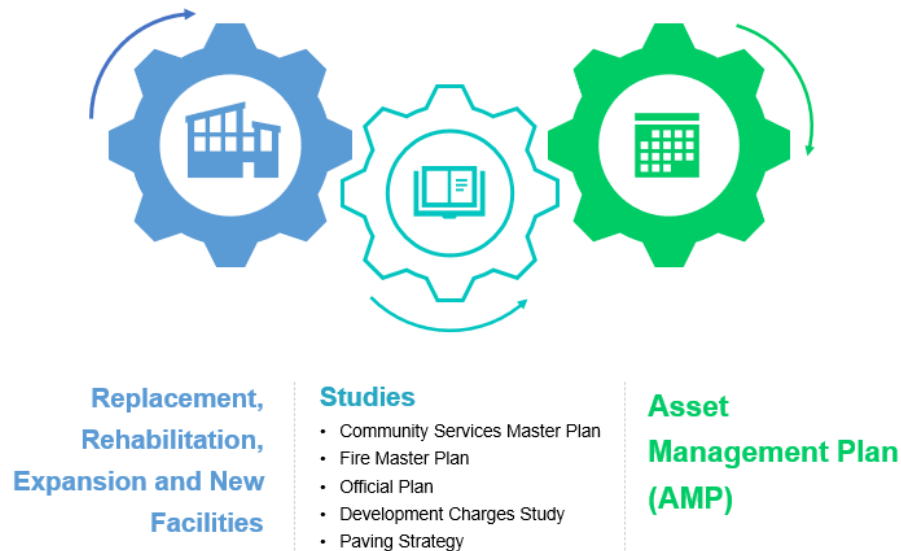 Replacement,
Rehabilitation,
Expansion and New
Facilities
Studies
• Community Services Master Plan
• Fire Master Plan
• Official Plan
• Development Charges Study
• Paving Strategy
Asset
Management Plan
(AMP)